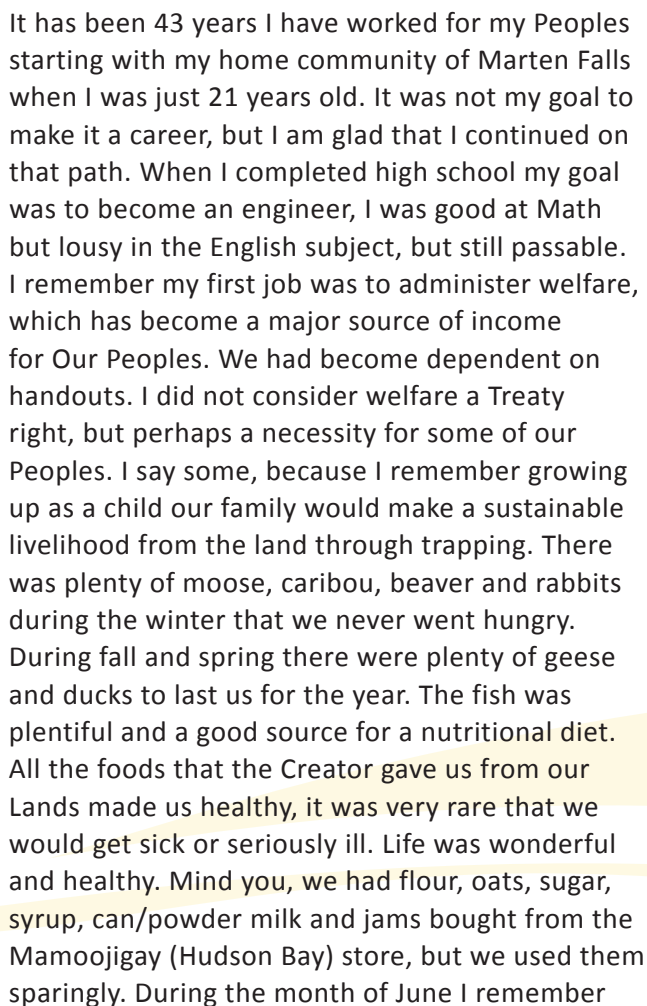 It has been 43 years I have worked for my Peoples
starting with my home community of Marten Falls
when I was just 21 years old. It was not my goal to
make it a career, but I am glad that I continued on
that path. When I completed high school my goal
was to become an engineer, I was good at Math
but lousy in the English subject, but still passable.
I remember my first job was to administer welfare,
which has become a major source of income
for Our Peoples. We had become dependent on
handouts. I did not consider welfare a Treaty
right, but perhaps a necessity for some of our
Peoples. I say some, because I remember growing
up as a child our family would make a sustainable
livelihood from the land through trapping. There
was plenty of moose, caribou, beaver and rabbits
during the winter that we never went hungry.
During fall and spring there were plenty of geese
and ducks to last us for the year. The fish was
plentiful and a good source for a nutritional diet.
All the foods that the Creator gave us from our
Lands made us healthy, it was very rare that we
would get sick or seriously ill. Life was wonderful
and healthy. Mind you, we had flour, oats, sugar,
syrup, can/powder milk and jams bought from the
Mamoojigay (Hudson Bay) store, but we used them
sparingly. During the month of June I remember